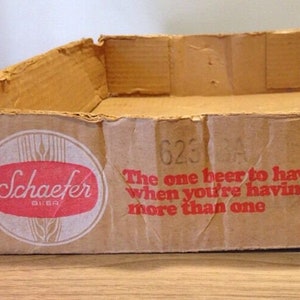 Schaefer
BEER
The one beer to hav
when you're havin
more than one